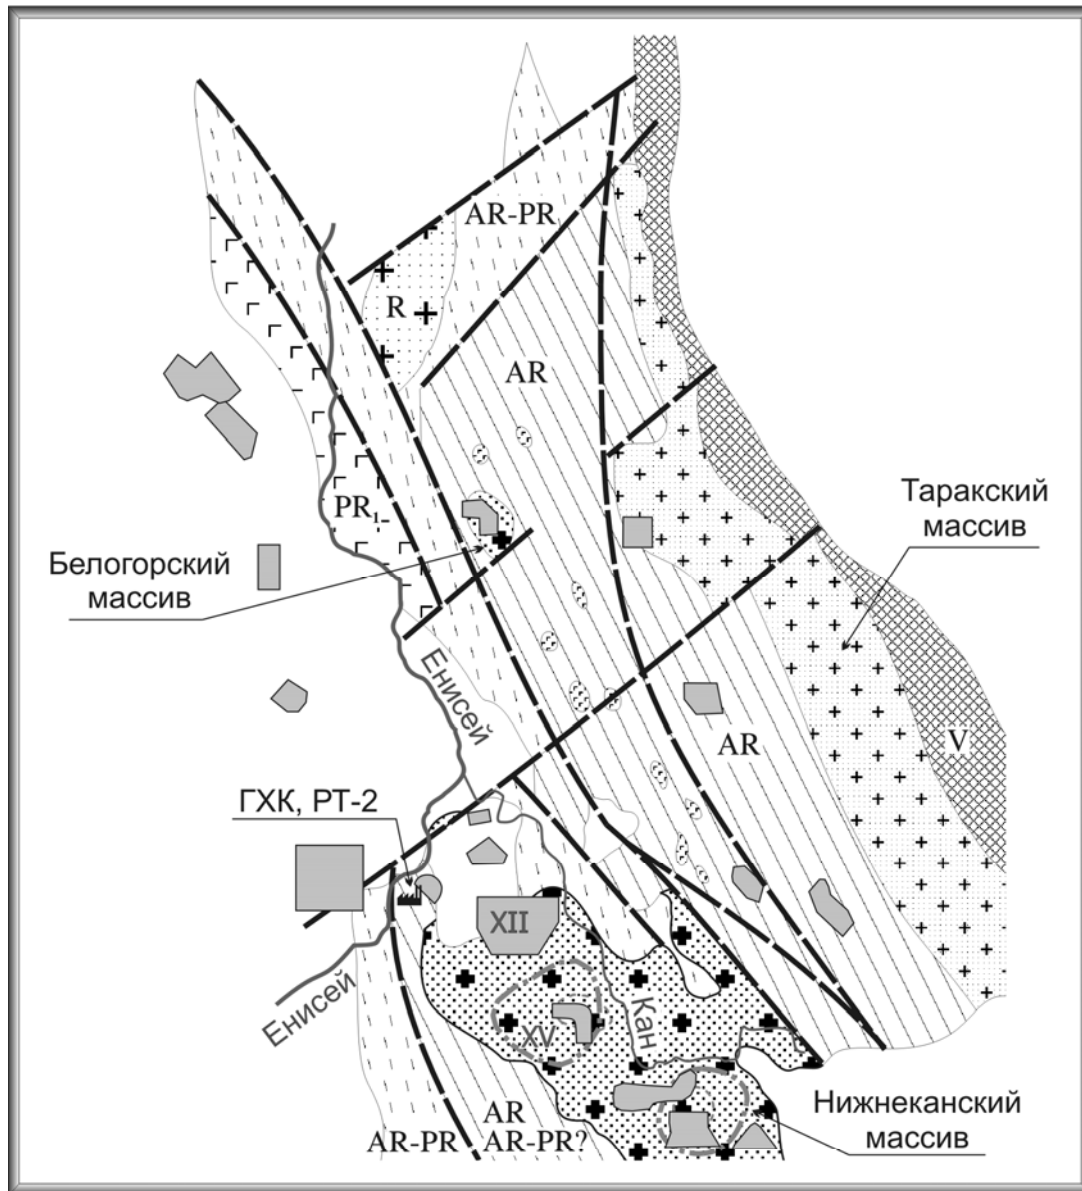 AR-PR
R
AR
Таракский
массив
PR₁-
Белогорский
массив
Енисей
AR
V
ГХК, РТ-2
XII
Енисей
XV
Кан
Нижнеканский
массив
AR
AR-PR
AR-PR?